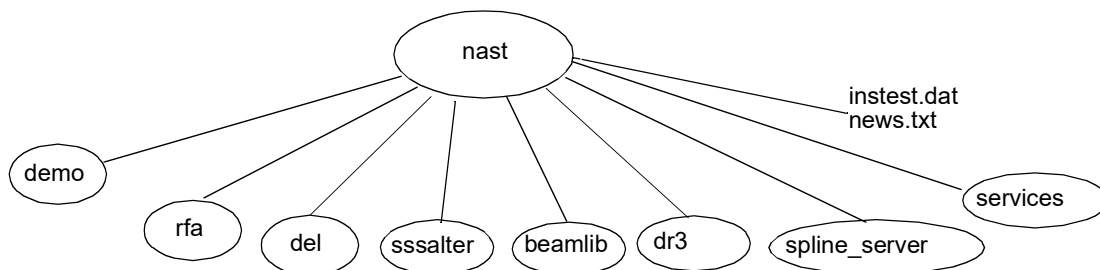 nast
instest.dat
news.txt
demo
services
rfa
del
sssalter
beamlib
dr3
spline_server